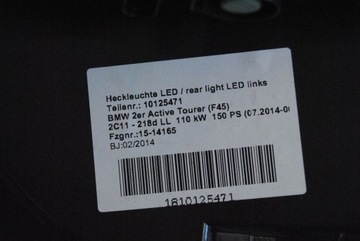 Heckleuchte LED / rear light LED links
Teilenr.: 10125471
BMW 2er Active Tourer (F45)
2C11 - 218d LL 110 kW 150 PS (07.2014-0
Fzgnr.:15-14165
BJ:02/2014
1810125471